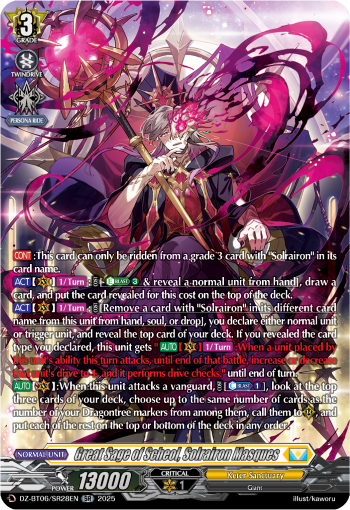 3
GRADE
TWINDRIVE
PERSONA RIDE
CONT :This card can only be ridden from a grade 3 card with "Solrairon" in its
card name.
ACT 1/Turn BLAST 3 & reveal a normal unit from hand], draw a
card, and put the card revealed for this cost on the top of the deck.
ACT 1/Turn [Remove a card with "Solrairon" in its different card
name from this unit from hand, soul, or drop], you declare either normal unit
or trigger unit, and reveal the top card of your deck. If you revealed the card
type you declared, this unit gets " AUTO 1/Turn :When a unit placed by
this unit's ability this turn attacks, until end of that battle, increase or decrease
this unit's drive to 1, and it performs drive checks." until end of turn.
AUTO :When this unit attacks a vanguard, BLAST 1 ], look at the top
three cards of your deck, choose up to the same number of cards as the
number of your Dragontree markers from among them, call them to R, and
put each of the rest on the top or bottom of the deck in any order.
NORMAL UNIT
Great Sage of Scheol, Solrairon Masques
POWER 13000
CRITICAL
1
Keter Sanctuary
Giant
DZ-BT06/SR28EN SR 2025
illust/kaworu